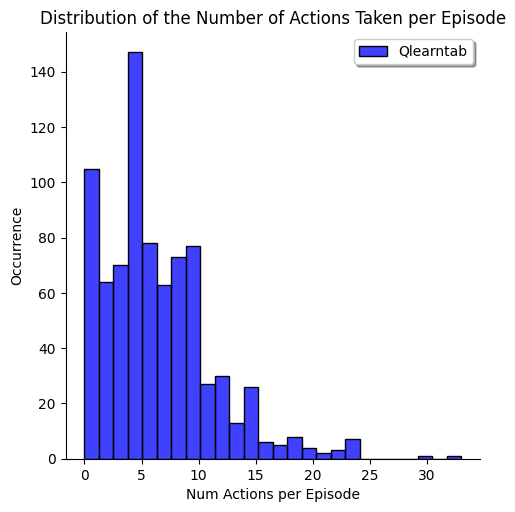 Distribution of the Number of Actions Taken per Episode
Qlearntab
140
120
100
80
60
40
20
0
Occurrence
0 5 10 15 20 25 30
Num Actions per Episode